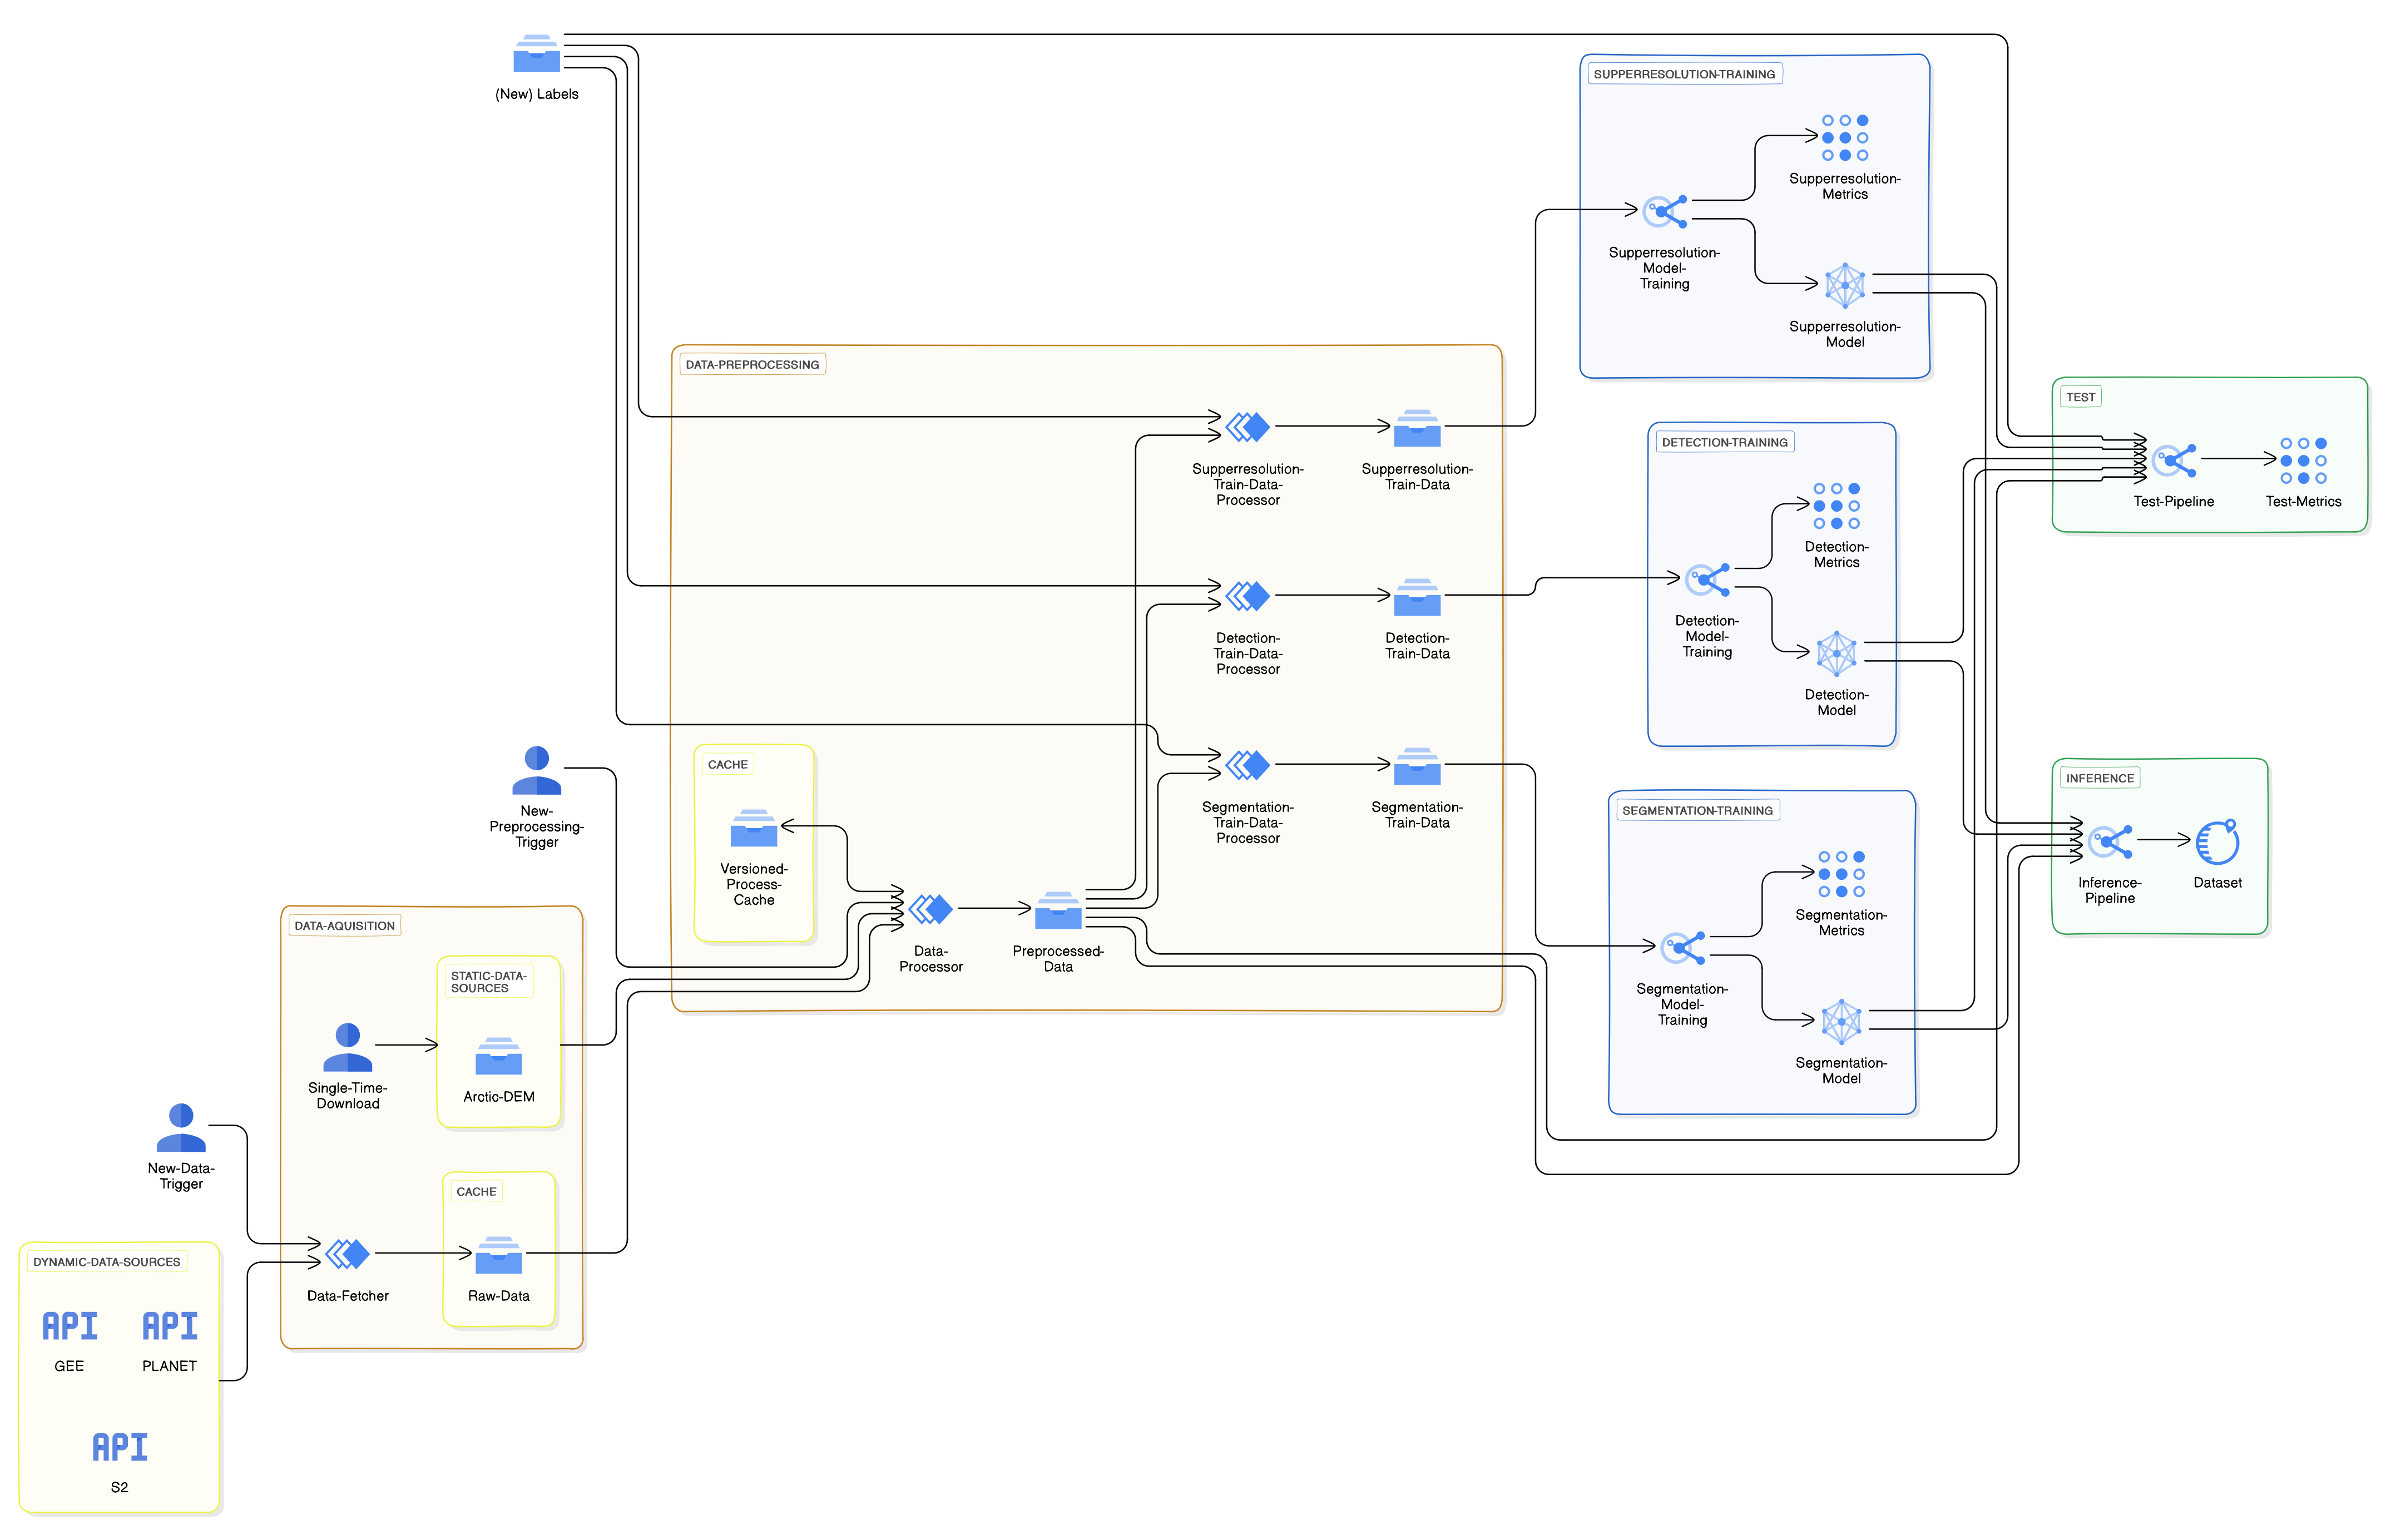 (New) Labels
SUPPERRESOLUTION-TRAINING
Supperresolution-
Metrics
Supperresolution-
Model-
Training
Supperresolution-
Model
DATA-PREPROCESSING
Supperresolution-
Train-Data-
Processor
Supperresolution-
Train-Data
DETECTION-TRAINING
Detection-
Metrics
Detection-
Model-
Training
Detection-
Model
TEST
Test-Pipeline
Test-Metrics
Detection-
Train-Data-
Processor
Detection-
Train-Data
New-
Preprocessing-
Trigger
CACHE
Versioned-
Process-
Cache
Segmentation-
Train-Data-
Processor
Segmentation-
Train-Data
Data-
Processor
Preprocessed-
Data
SEGMENTATION-TRAINING
Segmentation-
Metrics
Segmentation-
Model-
Training
Segmentation-
Model
INFERENCE
Inference-
Pipeline
Dataset
DATA-AQUISITION
STATIC-DATA-
SOURCES
Single-Time-
Download
Arctic-DEM
New-Data-
Trigger
CACHE
Data-Fetcher
Raw-Data
DYNAMIC-DATA-SOURCES
API
GEE
API
PLANET
API
S2